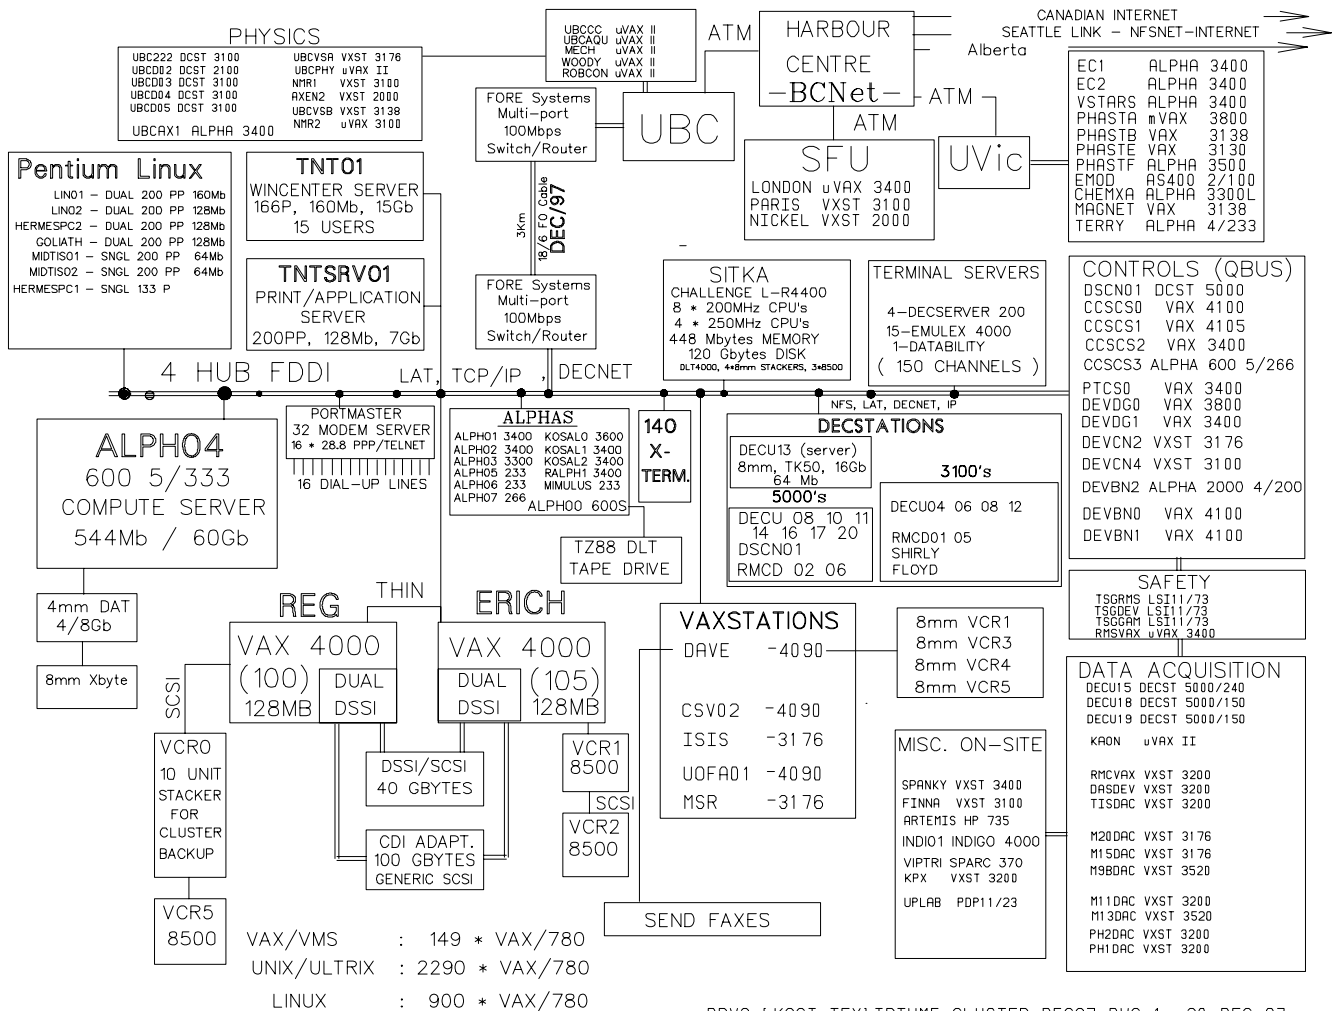 PHYSICS
UBC222 DCST 3100
UBCD02 DCST 2100
UBCD03 DCST 3100
UBCD04 DCST 3100
UBCD05 DCST 3100
UBCAX1 ALPHA 3400
UBCVSA VXST 3176
UBCPHY uVAX II
NMR1 VXST 3100
AXEN2 VXST 2000
UBCVSB VXST 3138
NMR2 uVAX 3100
UBCCC uVAX II
UBCAQU uVAX II
MECH uVAX II
WOODY uVAX II
ROBCON uVAX II
ATM
HARBOUR
CENTRE
-BCNet-
CANADIAN INTERNET
SEATTLE LINK - NFSNET-INTERNET
Alberta
ATM
ATM
FORE Systems
Multi-port
100Mbps
Switch/Router
UBC
SFU
LONDON uVAX 3400
PARIS VXST 3100
NICKEL VXST 2000
UVic
EC1 ALPHA 3400
EC2 ALPHA 3400
VSTARS ALPHA 3400
PHASTA mVAX 3800
PHASTB VAX 3138
PHASTE VAX 3130
PHASTF ALPHA 3500
EMOD AS400 2/100
CHEMXA ALPHA 3300L
MAGNET VAX 3138
TERRY ALPHA 4/233
Pentium Linux
LIN01 - DUAL 200 PP 160Mb
LIN02 - DUAL 200 PP 128Mb
HERMESPC2 - DUAL 200 PP 128Mb
GOLIATH - DUAL 200 PP 128Mb
MIDTIS01 - SNGL 200 PP 64Mb
MIDTIS02 - SNGL 200 PP 64Mb
HERMESPC1 - SNGL 133 P
TNT01
WINCENTER SERVER
166P, 160Mb, 15Gb
15 USERS
TNTSRV01
PRINT/APPLICATION
SERVER
200PP, 128Mb, 7Gb
3Km
18/6 FO Cable
DEC/97
FORE Systems
Multi-port
100Mbps
Switch/Router
SITKA
CHALLENGE L-R4400
8 * 200MHz CPU's
4 * 250MHz CPU's
448 Mbytes MEMORY
120 Gbytes DISK
DLT4000, 4*8mm STACKERS, 3*8500
TERMINAL SERVERS
4-DECSERVER 200
15-EMULEX 4000
1-DATABILITY
( 150 CHANNELS )
CONTROLS (QBUS)
DSCN01 DCST 5000
CCSCS0 VAX 4100
CCSCS1 VAX 4105
CCSCS2 VAX 3400
CCSCS3 ALPHA 600 5/266
PTCS0 VAX 3400
DEVDG0 VAX 3800
DEVDG1 VAX 3400
DEVCN2 VXST 3176
DEVCN4 VXST 3100
DEVBN2 ALPHA 2000 4/200
DEVBN0 VAX 4100
DEVBN1 VAX 4100
4 HUB FDDI
LAT, TCP/IP , DECNET
NFS, LAT, DECNET, IP
ALPH04
600 5/333
COMPUTE SERVER
544Mb / 60Gb
PORTMASTER
32 MODEM SERVER
16 * 28.8 PPP/TELNET
16 DIAL-UP LINES
ALPHAS
ALPH01 3400 KOSAL0 3600
ALPH02 3400 KOSAL1 3400
ALPH03 3300 KOSAL2 3400
ALPH05 233 RALPH1 3400
ALPH06 233 MIMULUS 233
ALPH07 266
ALPH00 600S
140
X-
TERM.
TZ88 DLT
TAPE DRIVE
DECSTATIONS
DECU13 (server)
8mm, TK50, 16Gb
64 Mb
5000's
DECU 08 10 11
14 16 17 20
DSCN01
RMCD 02 06
3100's
DECU04 06 08 12
RMCD01 05
SHIRLY
FLOYD
4mm DAT
4/8Gb
8mm Xbyte
THIN
REG
VAX 4000
(100)
128MB
DUAL
DSSI
ERICH
VAX 4000
(105)
128MB
DUAL
DSSI
SCSI
VCR0
10 UNIT
STACKER
FOR
CLUSTER
BACKUP
VCR5
8500
DSSI/SCSI
40 GBYTES
CDI ADAPT.
100 GBYTES
GENERIC SCSI
VCR1
8500
SCSI
VCR2
8500
VAXSTATIONS
DAVE -4090
CSV02 -4090
ISIS -3176
UOFA01 -4090
MSR -3176
SEND FAXES
8mm VCR1
8mm VCR3
8mm VCR4
8mm VCR5
MISC. ON-SITE
SPANKY VXST 3400
FINNA VXST 3100
ARTEMIS HP 735
INDI01 INDIGO 4000
VIPTRI SPARC 370
KPX VXST 3200
UPLAB PDP11/23
SAFETY
TSGRMS LSI11/73
TSGDEV LSI11/73
TSGGAM LSI11/73
RMSVAX uVAX 3400
DATA ACQUISITION
DECU15 DECST 5000/240
DECU18 DECST 5000/150
DECU19 DECST 5000/150
KAON uVAX II
RMCVAX VXST 3200
DASDEV VXST 3200
TISDAC VXST 3200
M20DAC VXST 3176
M15DAC VXST 3176
M9BDAC VXST 3520
M11DAC VXST 3200
M13DAC VXST 3520
PH2DAC VXST 3200
PH1DAC VXST 3200
VAX/VMS : 149 * VAX/780
UNIX/ULTRIX : 2290 * VAX/780
LINUX : 900 * VAX/780